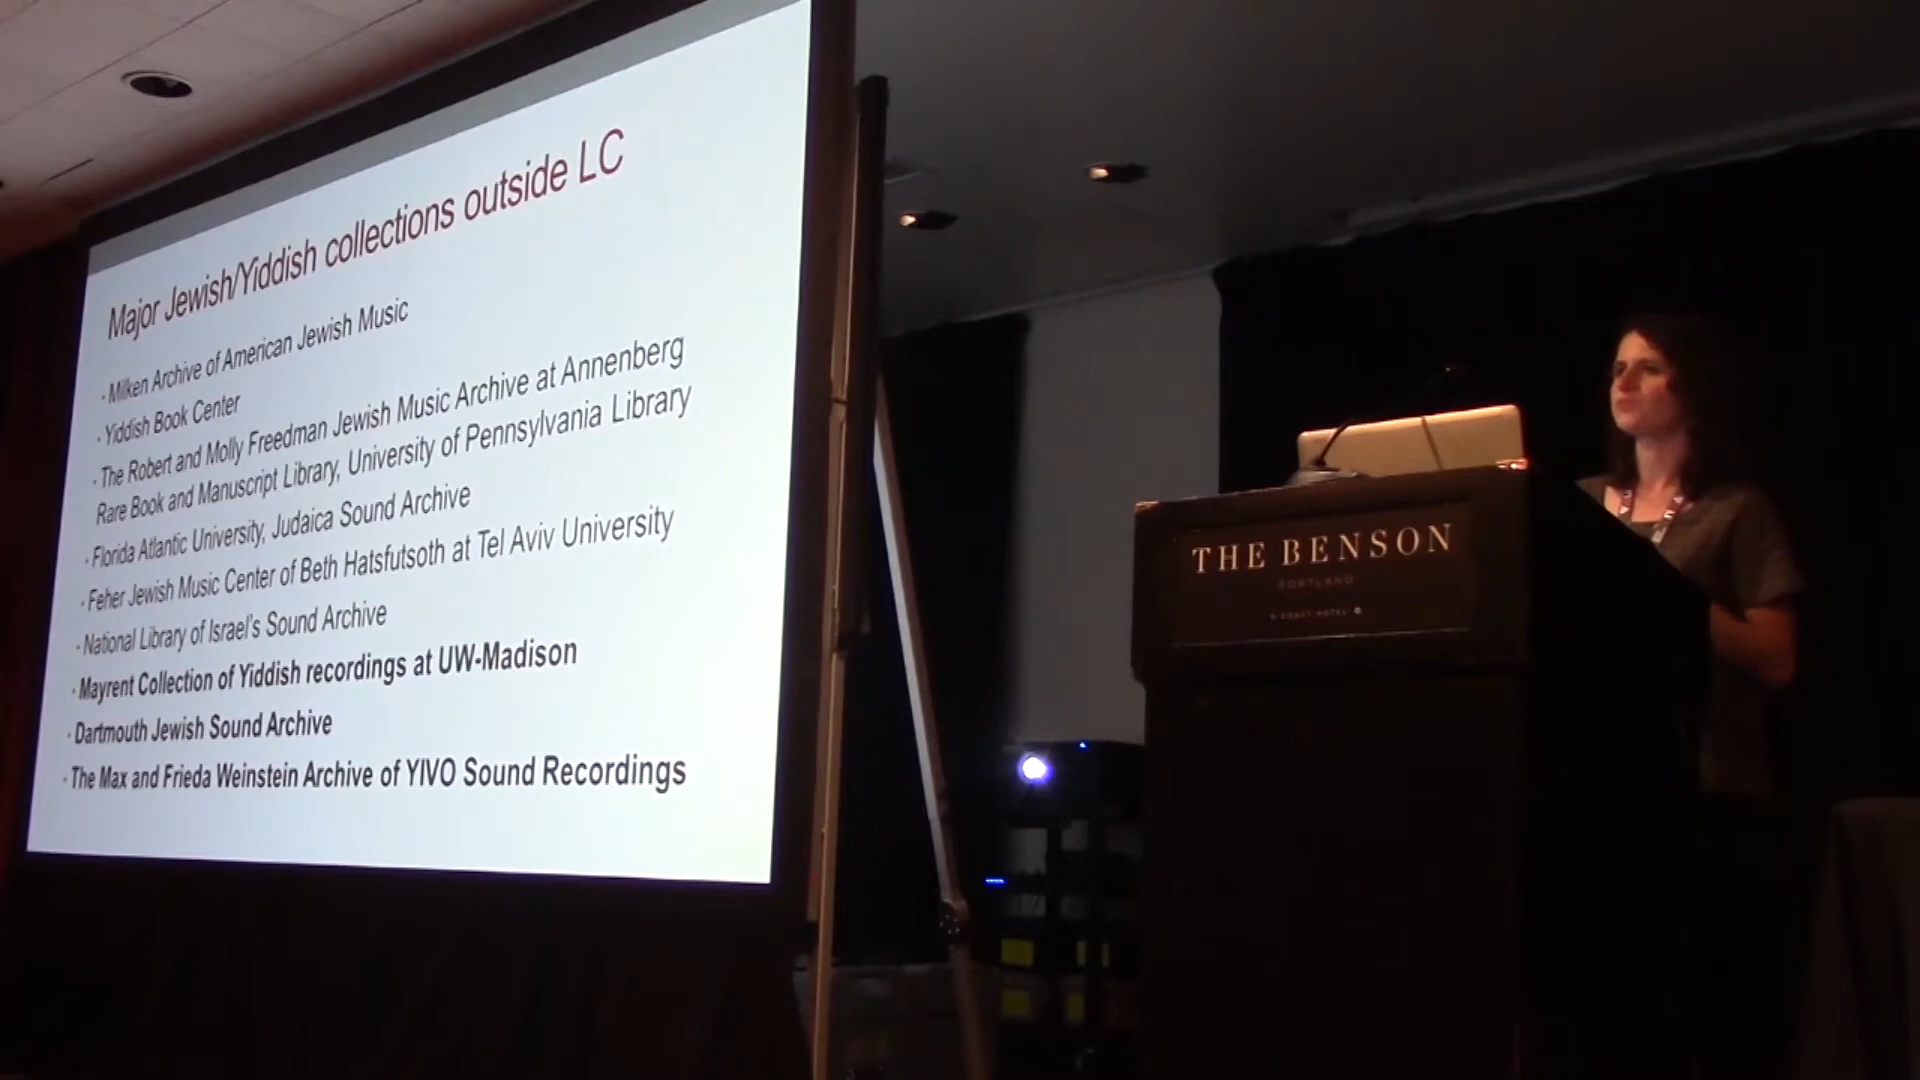 Major Jewish/Yiddish collections outside LC
· Milken Archive of American Jewish Music
· Yiddish Book Center
· The Robert and Molly Freedman Jewish Music Archive at Annenberg
Rare Book and Manuscript Library, University of Pennsylvania Library
· Florida Atlantic University, Judaica Sound Archive
· Feher Jewish Music Center of Beth Hatsfutsoth at Tel Aviv University
· National Library of Israel's Sound Archive
· Mayrent Collection of Yiddish recordings at UW-Madison
· Dartmouth Jewish Sound Archive
· The Max and Frieda Weinstein Archive of YIVO Sound Recordings
THE BENSON
PORTLAND
A COAST HOTEL